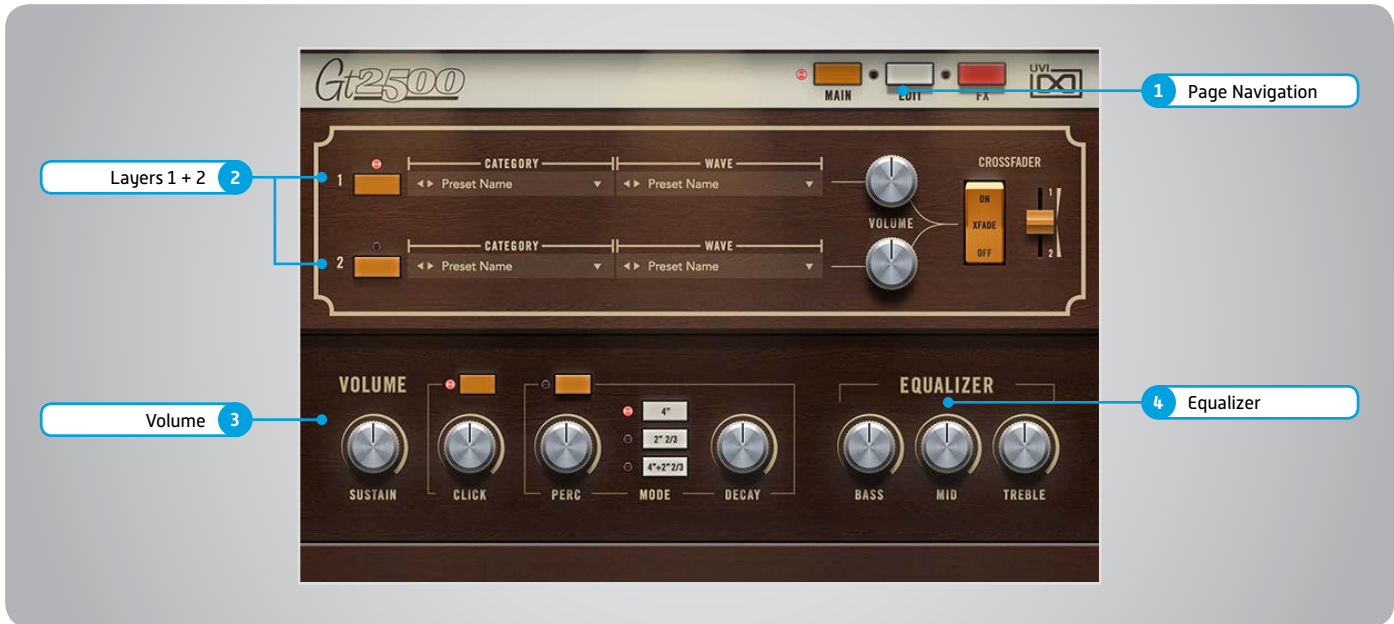 Gt2500
MAIN EDIT FX
UVI
1 Page Navigation
Layers 1 + 2 2
CATEGORY WAVE
1 Preset Name Preset Name
CROSSFADER
ON
XFADE
OFF
1
2
VOLUME
CATEGORY WAVE
2 Preset Name Preset Name
Volume 3
VOLUME
4"
2" 2/3
4"+2" 2/3
SUSTAIN CLICK PERC MODE DECAY
EQUALIZER
BASS MID TREBLE
4 Equalizer